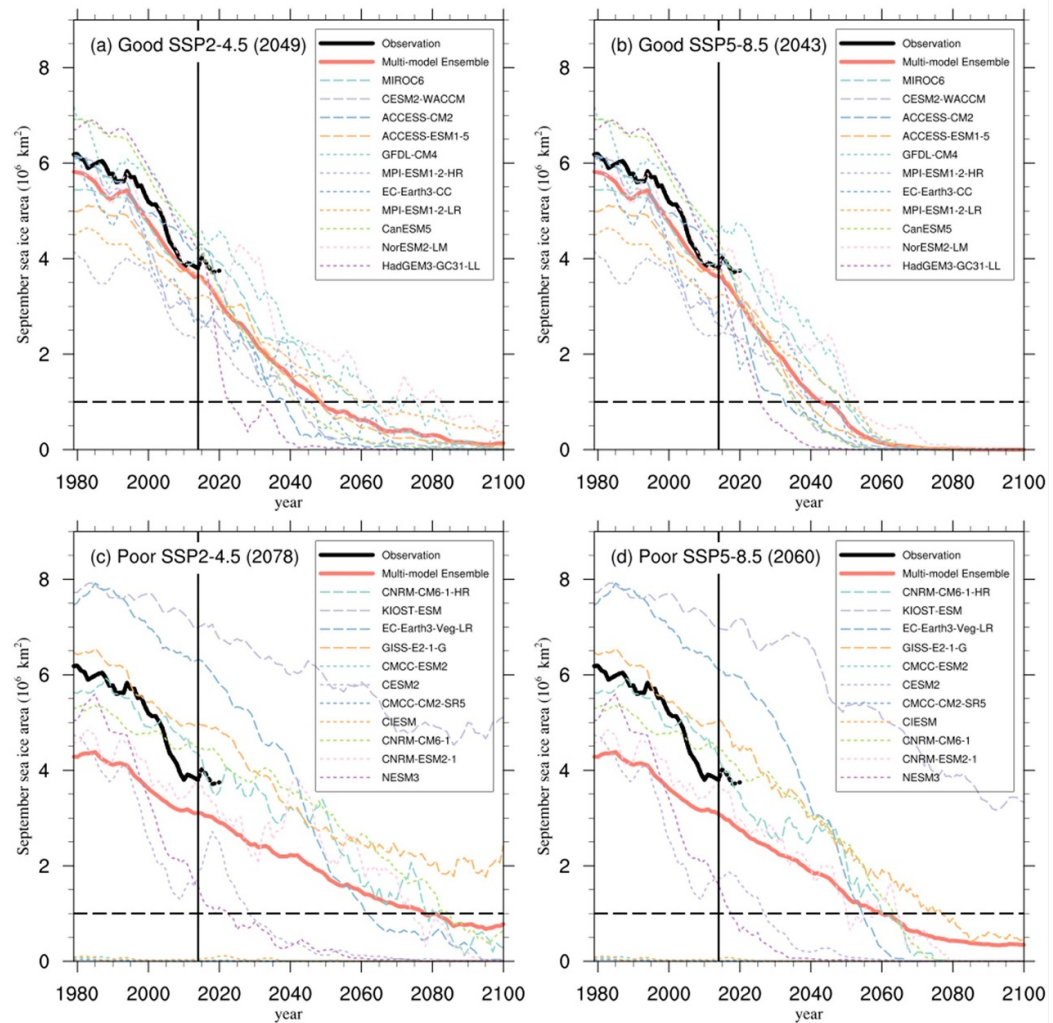 (a) Good SSP2-4.5 (2049)
Observation
Multi-model Ensemble
MIROC6
CESM2-WACCM
ACCESS-CM2
ACCESS-ESM1-5
GFDL-CM4
MPI-ESM1-2-HR
EC-Earth3-CC
MPI-ESM1-2-LR
CanESM5
NorESM2-LM
HadGEM3-GC31-LL
September sea ice area (10⁶ km²)
8
6
4
2
0
1980 2000 2020 2040 2060 2080 2100
year
(b) Good SSP5-8.5 (2043)
Observation
Multi-model Ensemble
MIROC6
CESM2-WACCM
ACCESS-CM2
ACCESS-ESM1-5
GFDL-CM4
MPI-ESM1-2-HR
EC-Earth3-CC
MPI-ESM1-2-LR
CanESM5
NorESM2-LM
HadGEM3-GC31-LL
September sea ice area (10⁶ km²)
8
6
4
2
0
1980 2000 2020 2040 2060 2080 2100
year
(c) Poor SSP2-4.5 (2078)
Observation
Multi-model Ensemble
CNRM-CM6-1-HR
KIOST-ESM
EC-Earth3-Veg-LR
GISS-E2-1-G
CMCC-ESM2
CESM2
CMCC-CM2-SR5
CIESM
CNRM-CM6-1
CNRM-ESM2-1
NESM3
September sea ice area (10⁶ km²)
8
6
4
2
0
1980 2000 2020 2040 2060 2080 2100
year
(d) Poor SSP5-8.5 (2060)
Observation
Multi-model Ensemble
CNRM-CM6-1-HR
KIOST-ESM
EC-Earth3-Veg-LR
GISS-E2-1-G
CMCC-ESM2
CESM2
CMCC-CM2-SR5
CIESM
CNRM-CM6-1
CNRM-ESM2-1
NESM3
September sea ice area (10⁶ km²)
8
6
4
2
0
1980 2000 2020 2040 2060 2080 2100
year